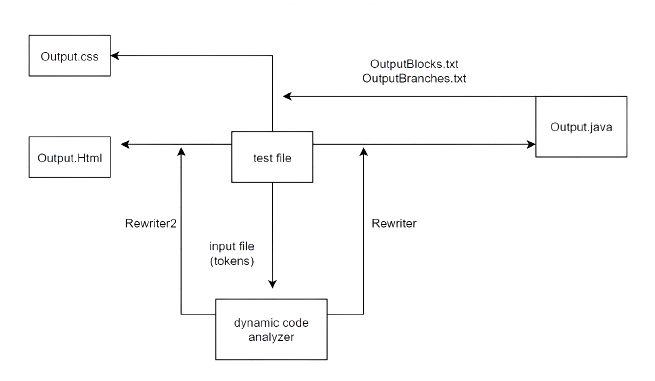 Output.css
OutputBlocks.txt
OutputBranches.txt
Output.java
Output.Html
test file
Rewriter2
Rewriter
input file
(tokens)
dynamic code
analyzer